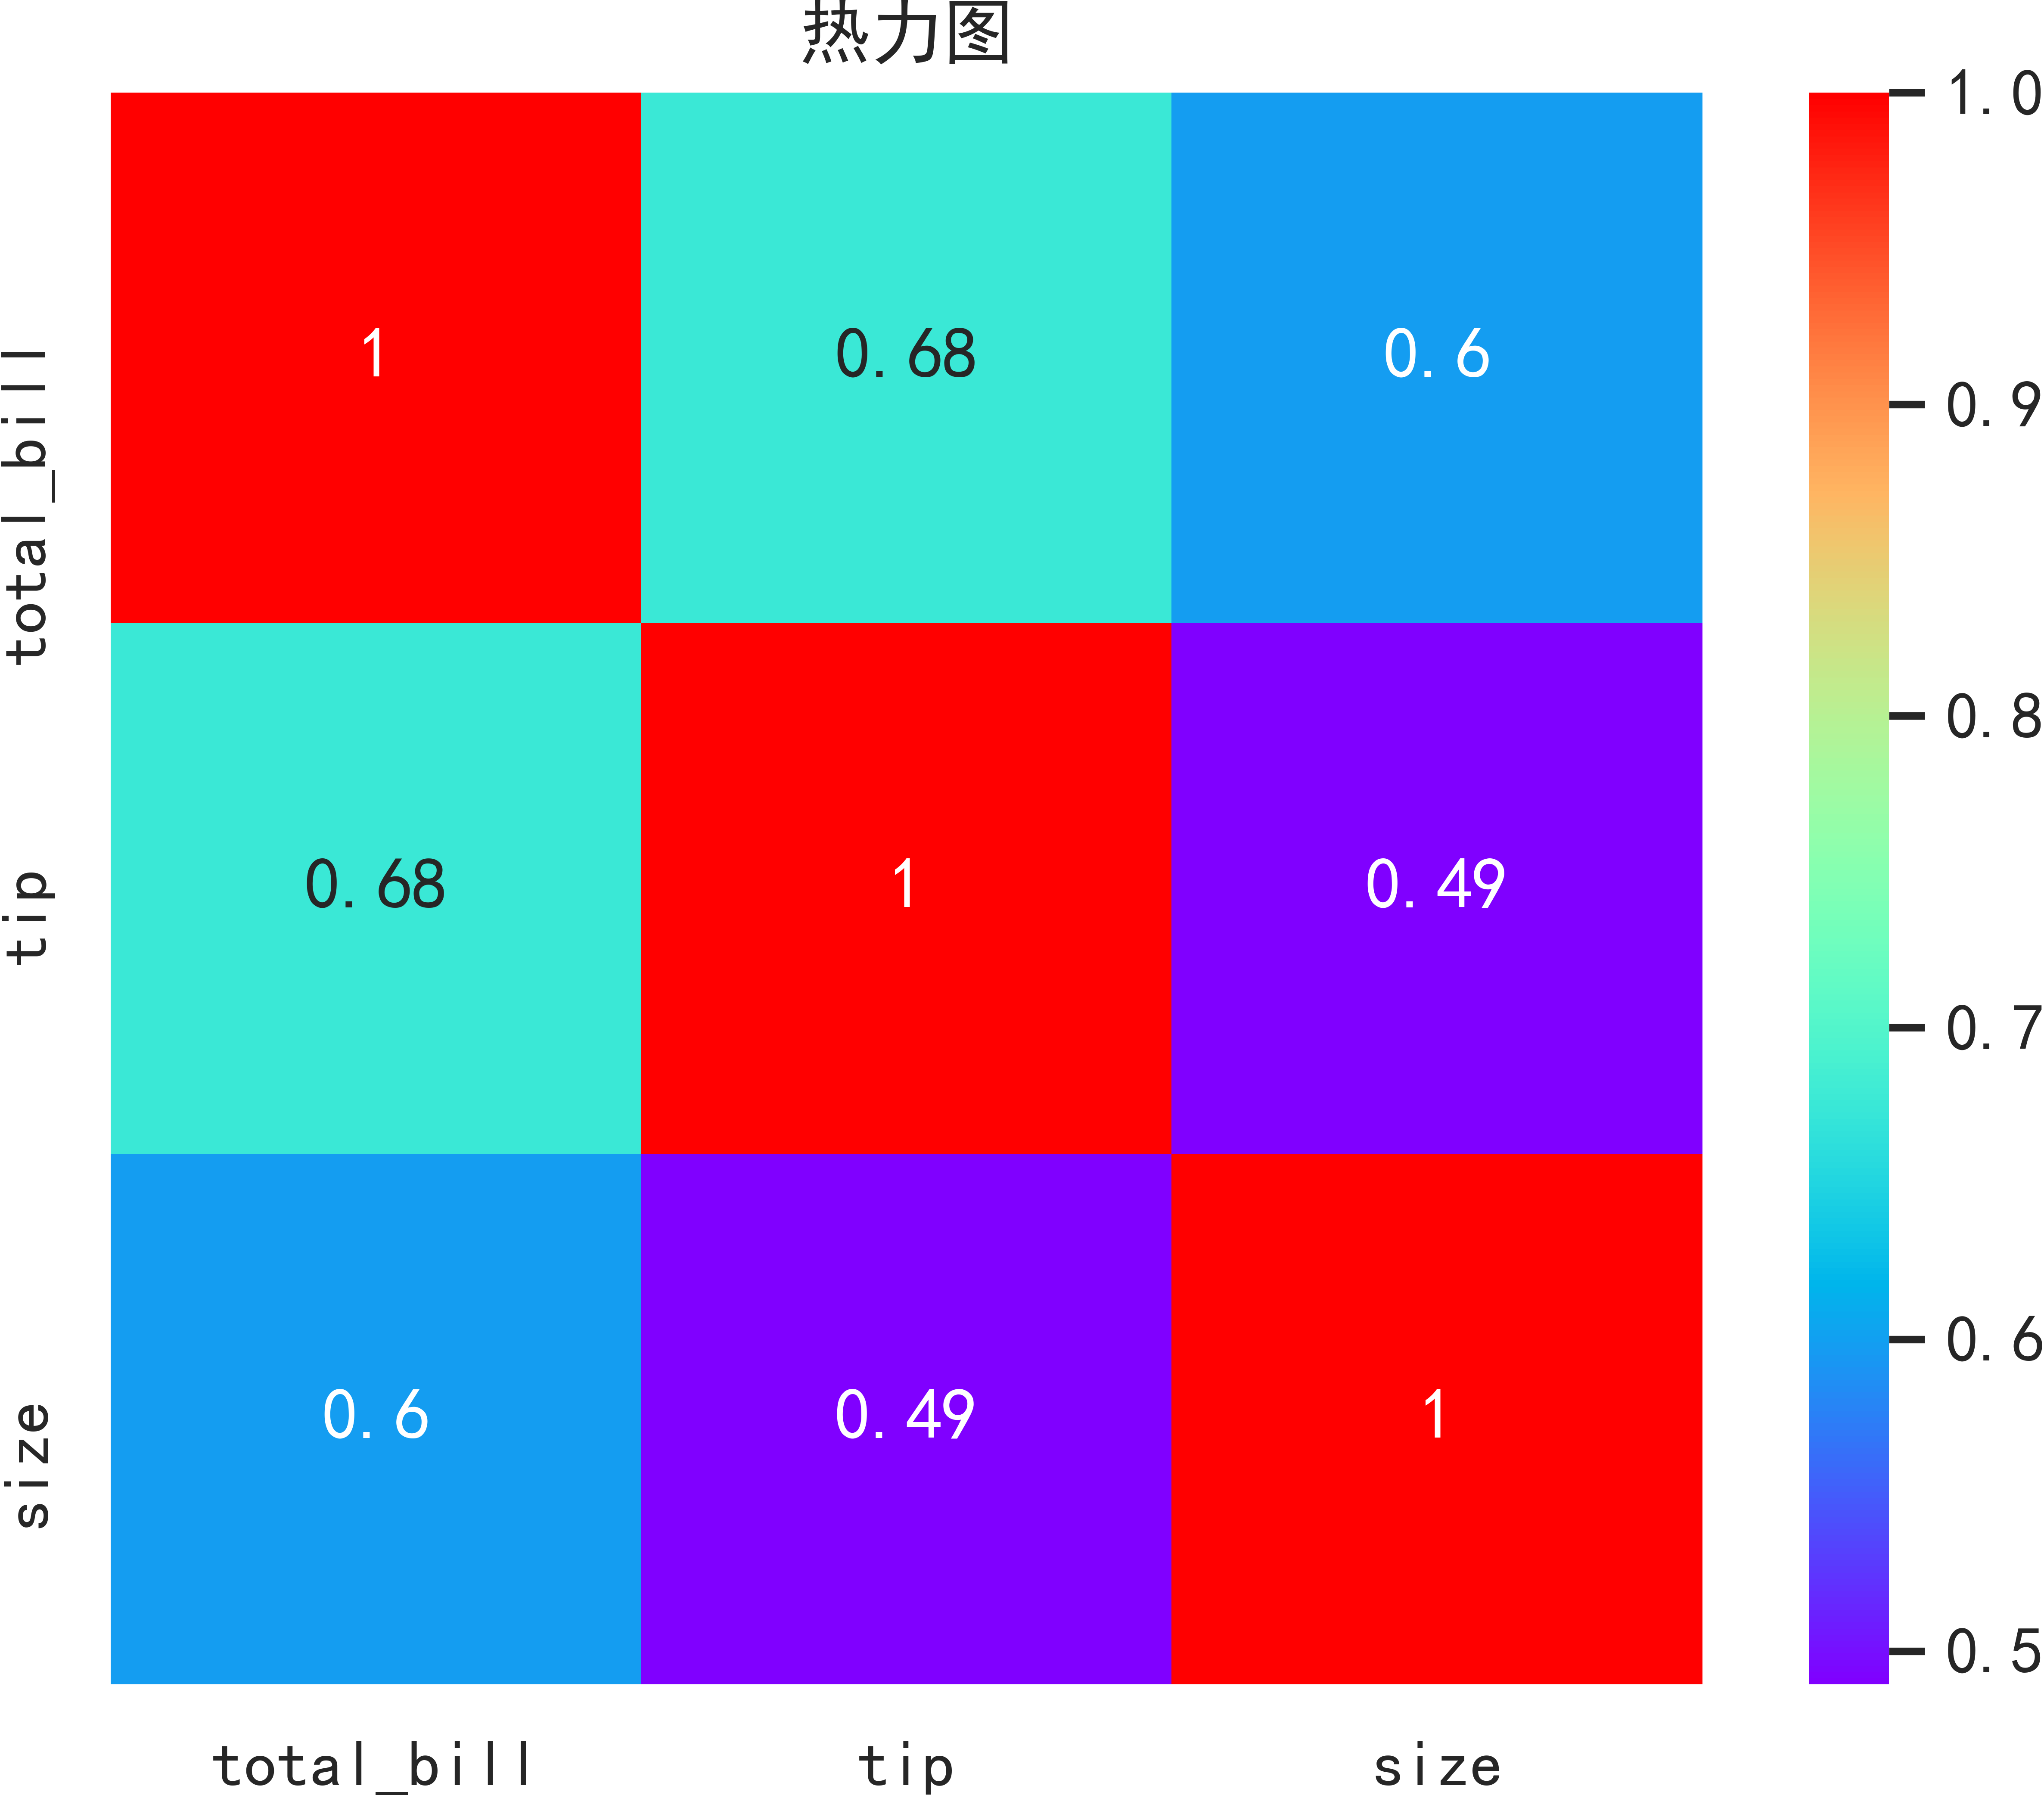 热力图
total_bill 1 0.68 0.6
tip 0.68 1 0.49
size 0.6 0.49 1
total_bill tip size
1.0
0.9
0.8
0.7
0.6
0.5